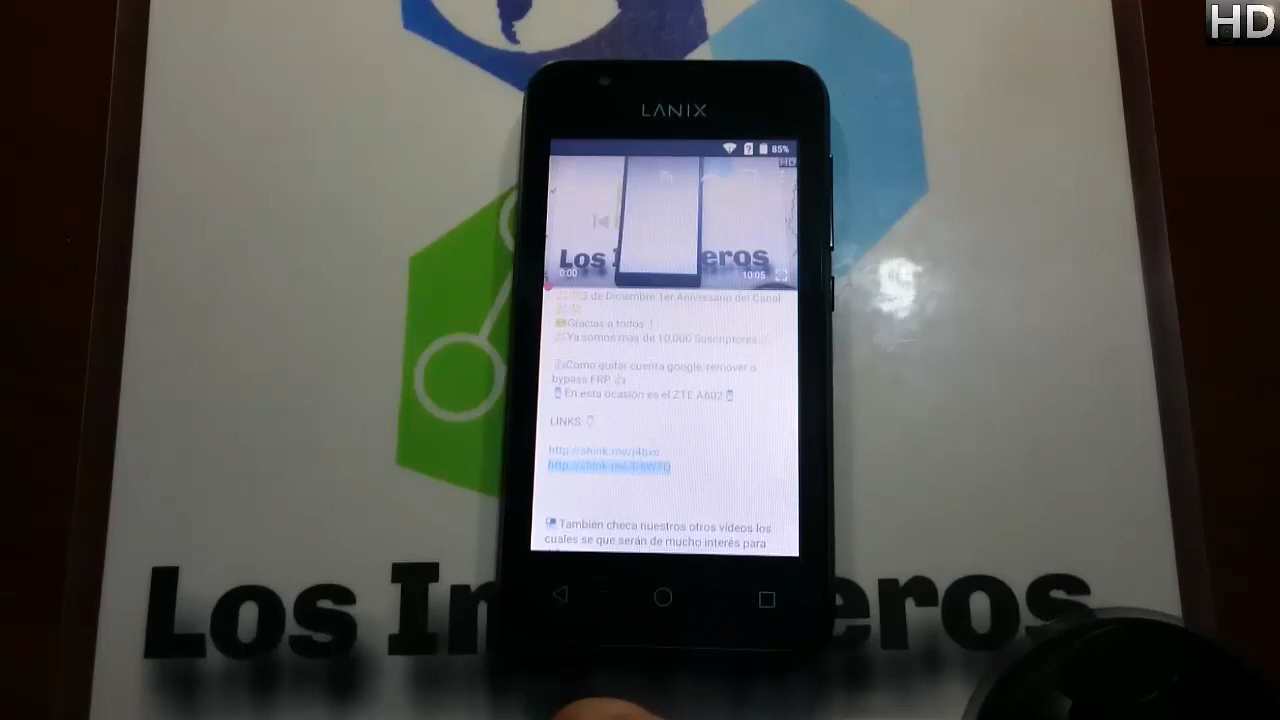 HD
LANIX
85%
HD
Los I eros
0:00
10:05
de Diciembre 1er Aniversario del Canal
Gracias a todos !
Ya somos mas de 10,000 Suscriptores
Como quitar cuenta google, remover o
bypass FRP.
En esta ocasión es el ZTE A602
LINKS:
También checa nuestros otros vídeos los
cuales se que serán de mucho interés para
Los In eros